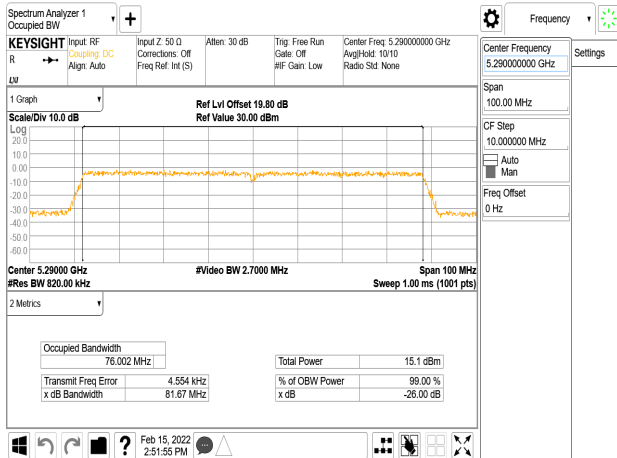 Spectrum Analyzer 1
Occupied BW
Frequency
KEYSIGHT
R
Input: RF
Coupling: DC
Align: Auto
Input Z: 50 Ω
Corrections: Off
Freq Ref: Int (S)
Atten: 30 dB
Trig: Free Run
Gate: Off
#IF Gain: Low
Center Freq: 5.290000000 GHz
Avg|Hold: 10/10
Radio Std: None
LXI
Center Frequency
5.290000000 GHz
Settings
Span
100.00 MHz
CF Step
10.000000 MHz
Auto
Man
Freq Offset
0 Hz
1 Graph
Scale/Div 10.0 dB
Ref Lvl Offset 19.80 dB
Ref Value 30.00 dBm
Log
20.0
10.0
0.00
-10.0
-20.0
-30.0
-40.0
-50.0
-60.0
Center 5.29000 GHz
#Video BW 2.7000 MHz
Span 100 MHz
#Res BW 820.00 kHz
Sweep 1.00 ms (1001 pts)
2 Metrics
Occupied Bandwidth
76.002 MHz
Total Power 15.1 dBm
Transmit Freq Error 4.554 kHz
% of OBW Power 99.00 %
x dB Bandwidth 81.67 MHz
x dB -26.00 dB
?
Feb 15, 2022
2:51:55 PM